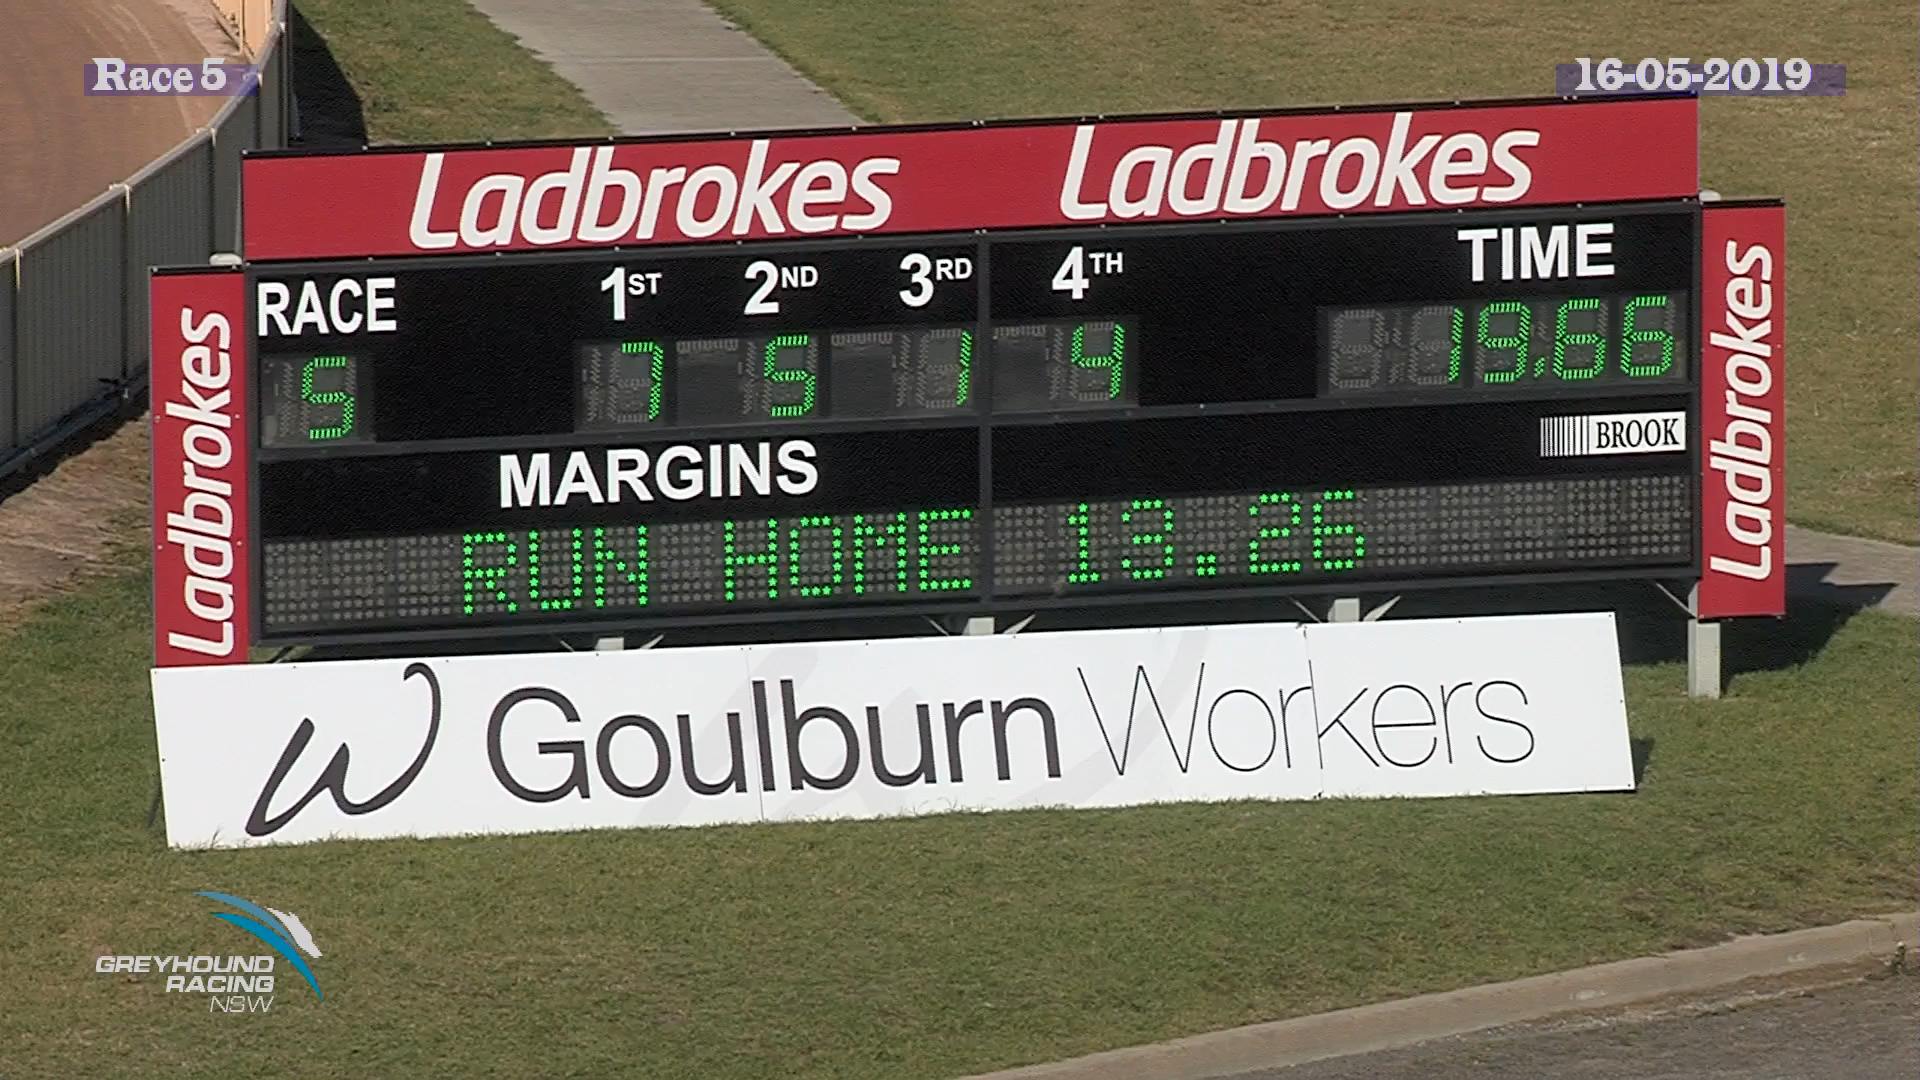 Race 5
16-05-2019
Ladbrokes Ladbrokes
RACE 1ST 2ND 3RD 4TH TIME
5 7 5 1 4 19.66
BROOK
MARGINS
RUN HOME 13.26
Ladbrokes
Ladbrokes
W Goulburn Workers
GREYHOUND
RACING
NSW